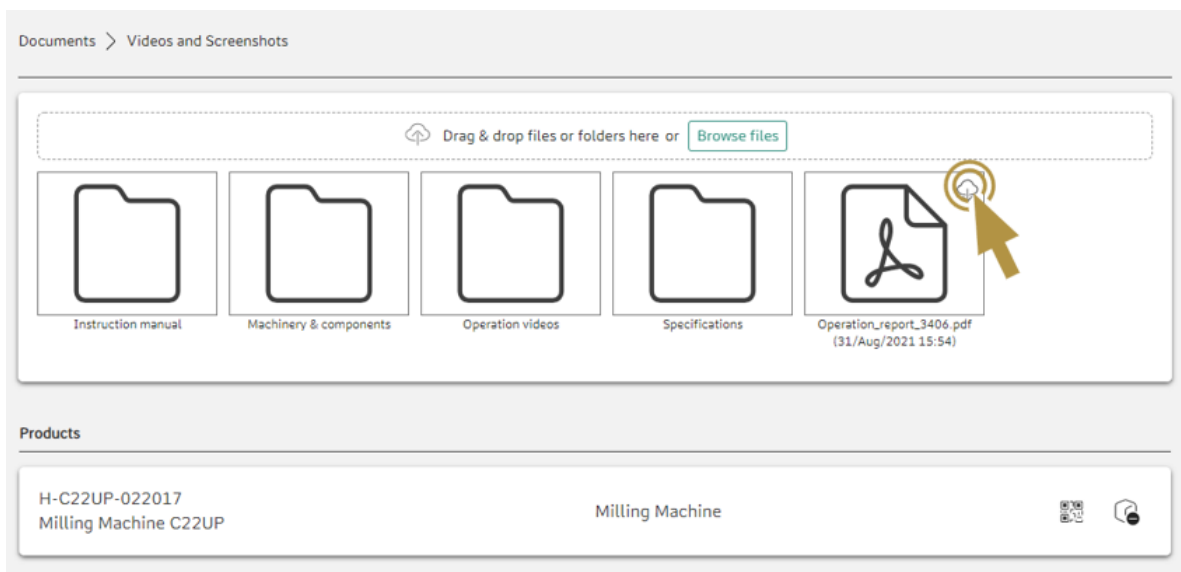 Documents > Videos and Screenshots
Drag & drop files or folders here or Browse files
Instruction manual
Machinery & components
Operation videos
Specifications
Operation_report_3406.pdf
(31/Aug/2021 15:54)
Products
H-C22UP-022017
Milling Machine C22UP
Milling Machine